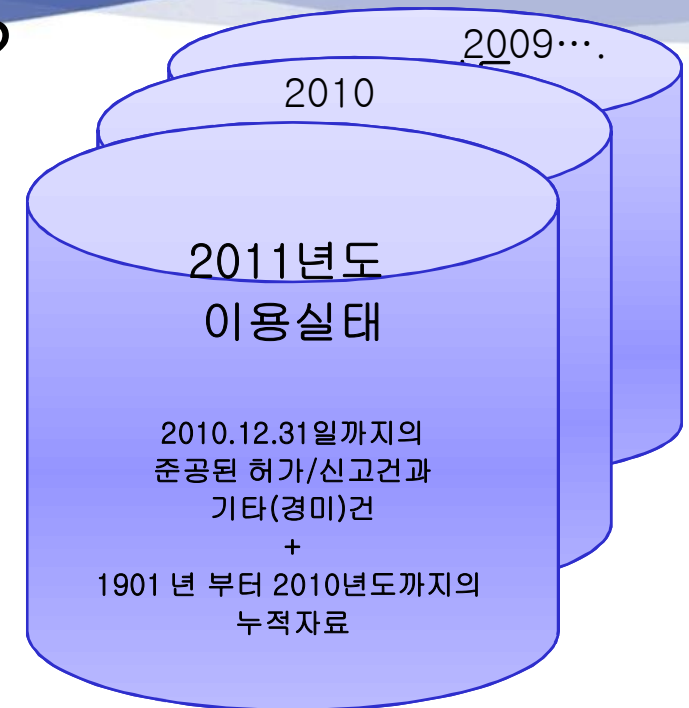 2009….
2010
2011년도
이용실태
2010.12.31일까지의
준공된 허가/신고건과
기타(경미)건
+
1901 년 부터 2010년도까지의
누적자료